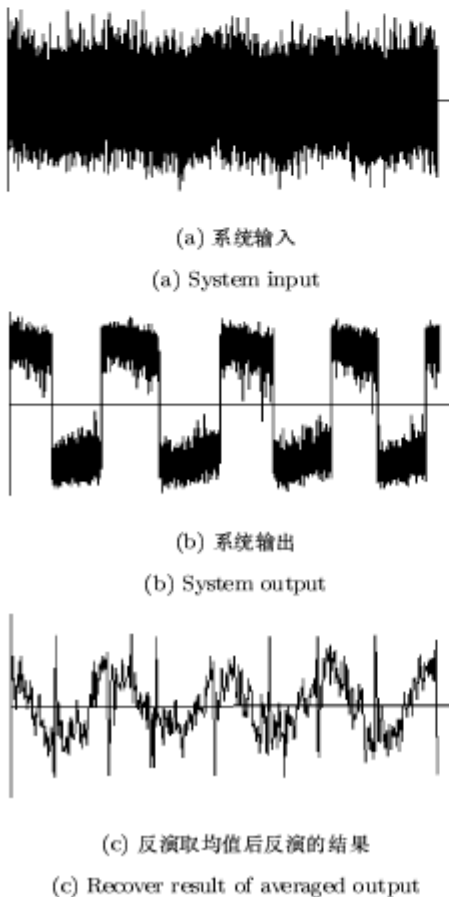 (a) 系统输入
(a) System input
(b) 系统输出
(b) System output
(c) 反演取均值后反演的结果
(c) Recover result of averaged output